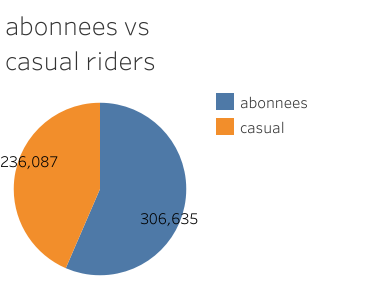 abonnees vs
casual riders
abonnees
casual
236,087
306,635